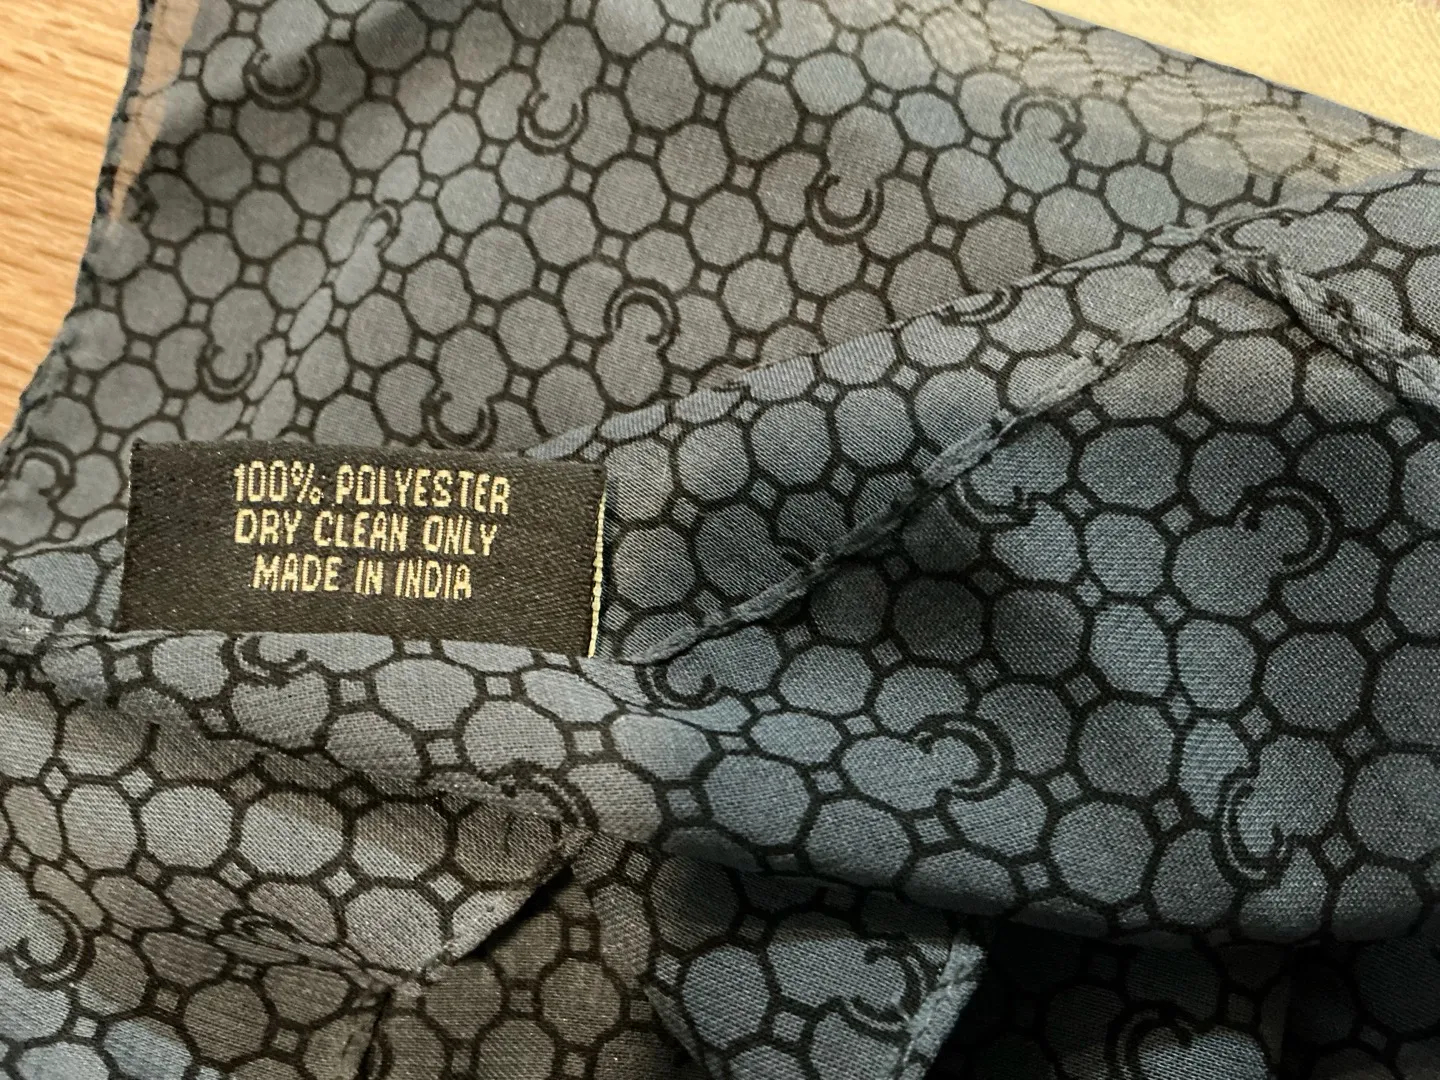 100% POLYESTER
DRY CLEAN ONLY
MADE IN INDIA